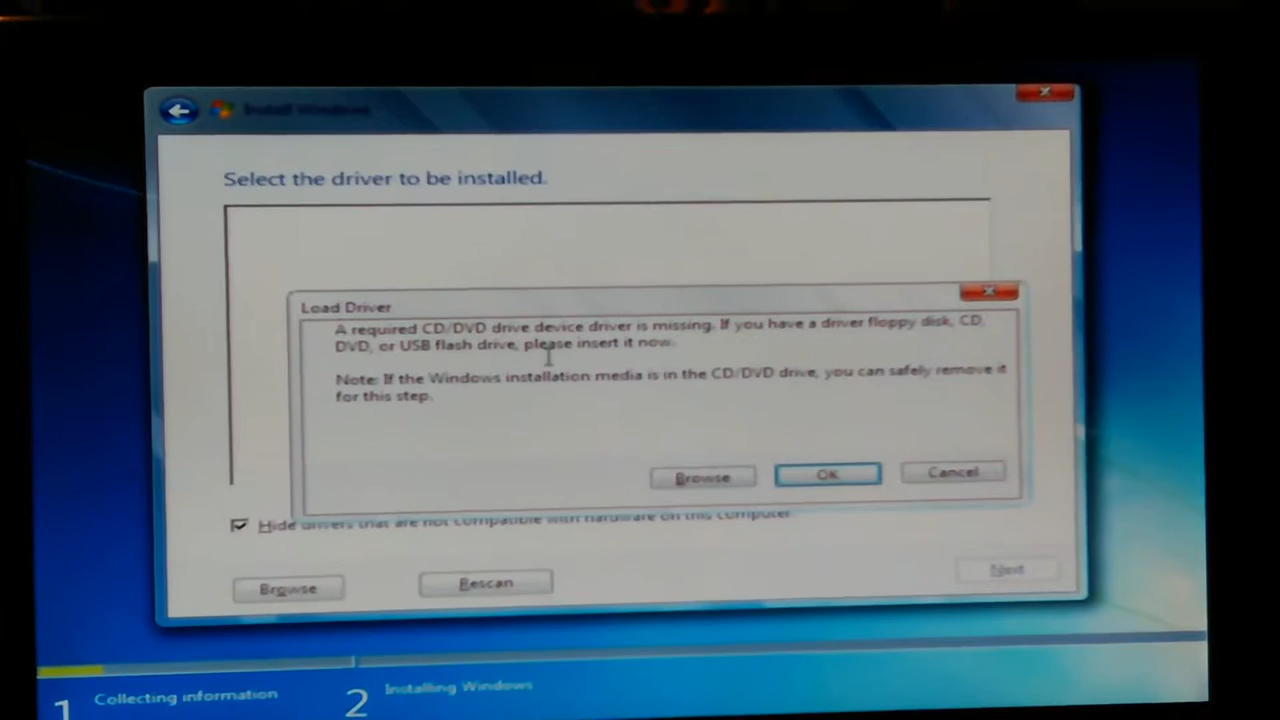 Install Windows
Select the driver to be installed.
Load Driver
A required CD/DVD drive device driver is missing. If you have a driver floppy disk, CD,
DVD, or USB flash drive, please insert it now.
Note: If the Windows installation media is in the CD/DVD drive, you can safely remove it
for this step.
Browse OK Cancel
Hide drivers that are not compatible with hardware on this computer.
Browse Rescan Next
1 Collecting information 2 Installing Windows